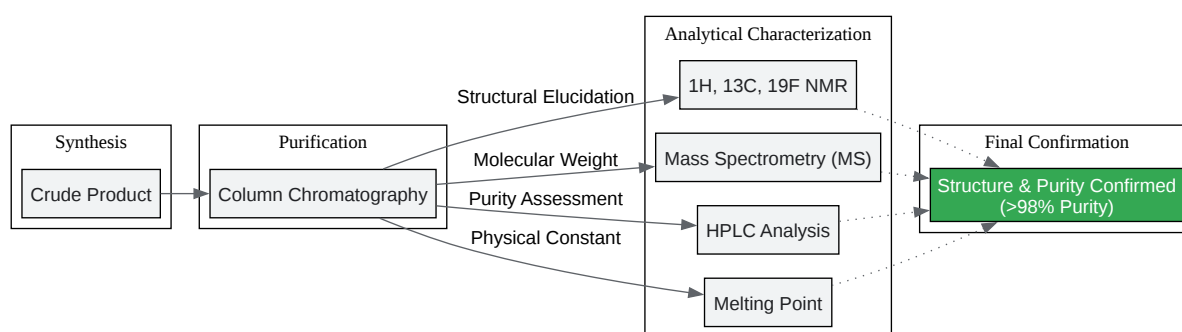 Synthesis
Crude Product
Purification
Column Chromatography
Structural Elucidation
Molecular Weight
Purity Assessment
Physical Constant
Analytical Characterization
1H, 13C, 19F NMR
Mass Spectrometry (MS)
HPLC Analysis
Melting Point
Final Confirmation
Structure & Purity Confirmed
(>98% Purity)